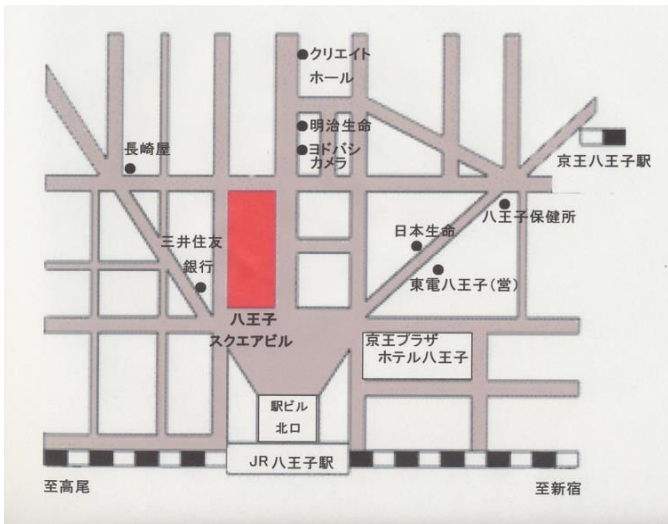 クリエイト
ホール
明治生命
ヨドバシ
カメラ
長崎屋
京王八王子駅
八王子保健所
三井住友
銀行
日本生命
東電八王子(営)
八王子
スクエアビル
京王プラザ
ホテル八王子
駅ビル
北口
JR八王子駅
至高尾
至新宿